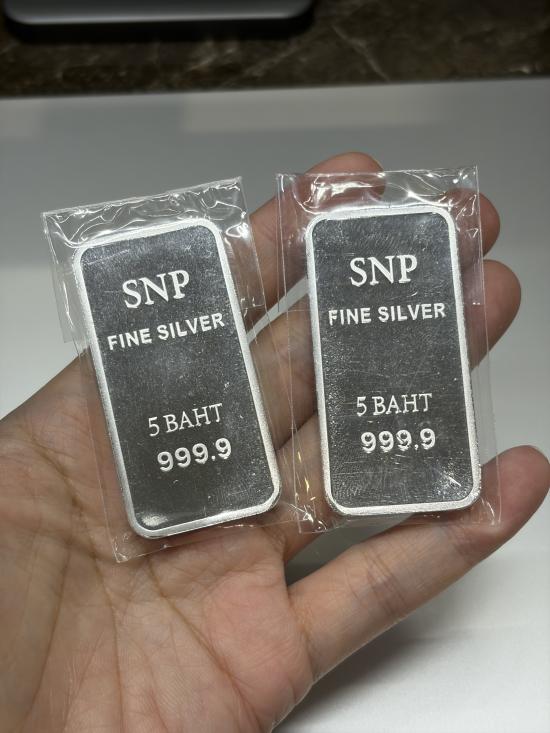 SNP
FINE SILVER
5 BAHT
999.9
SNP
FINE SILVER
5 BAHT
999.9